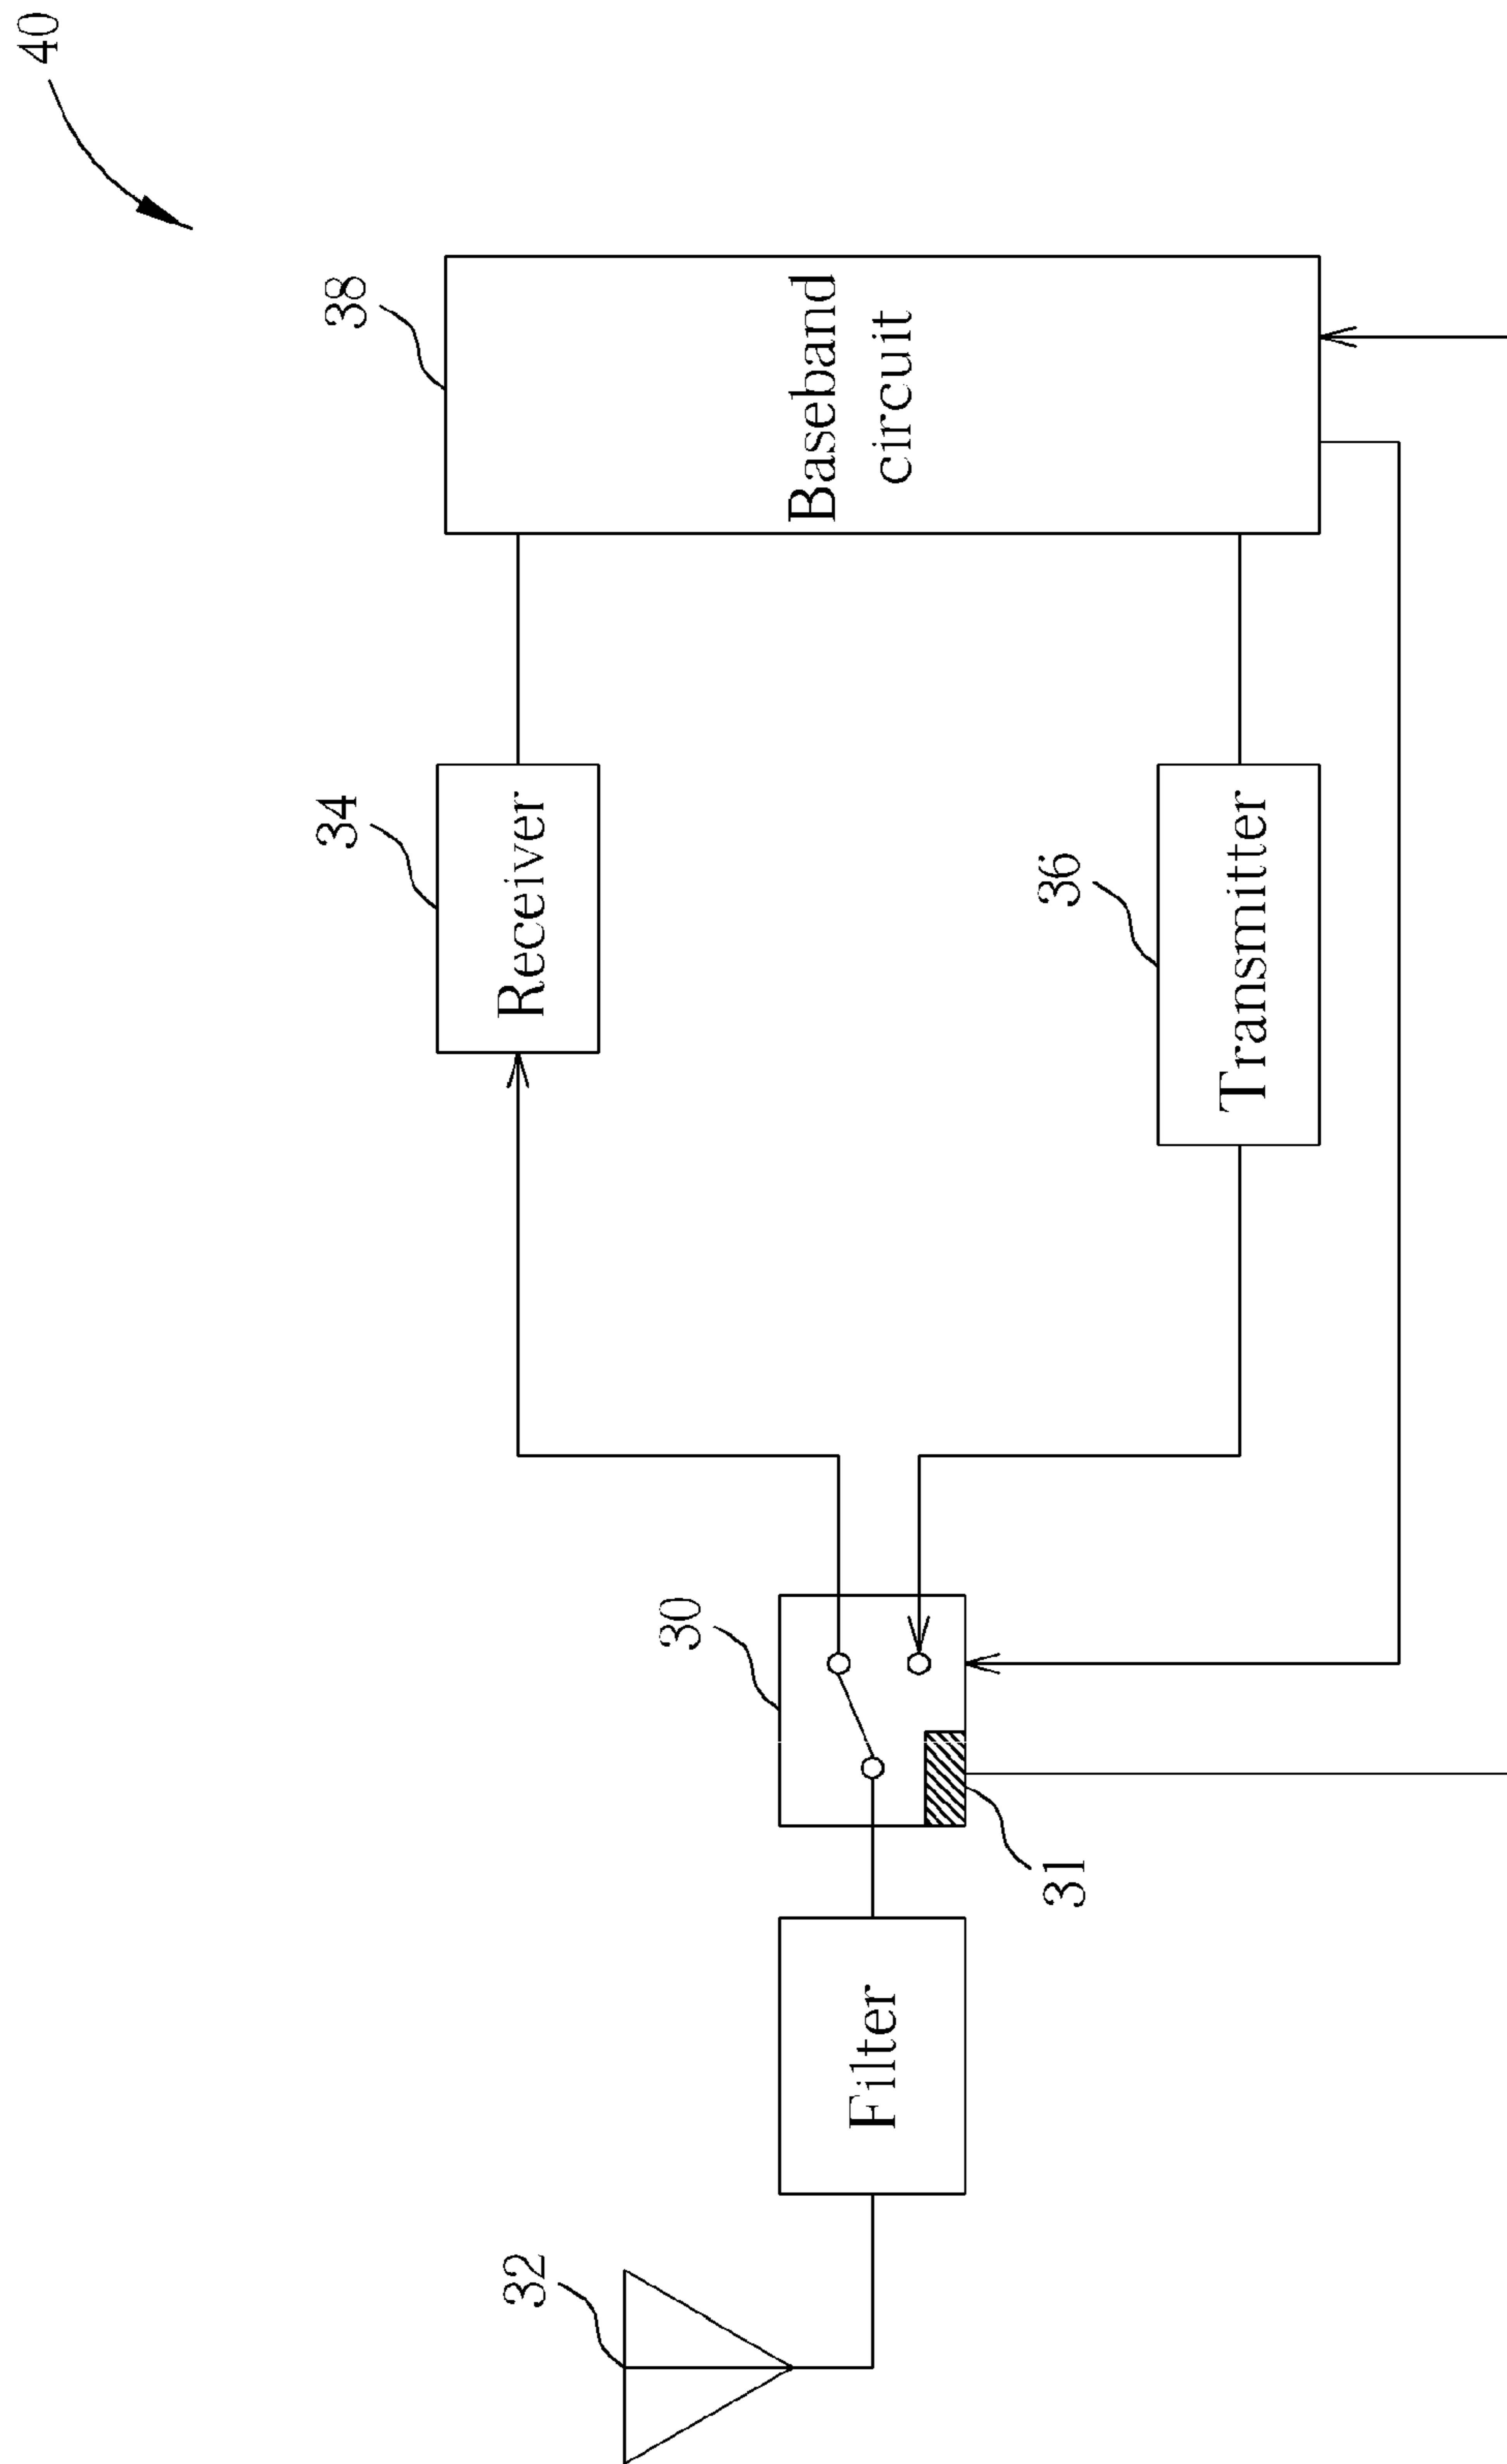 40
38
Baseband
circuit
34
Receiver
36
Transmitter
30
31
Filter
32